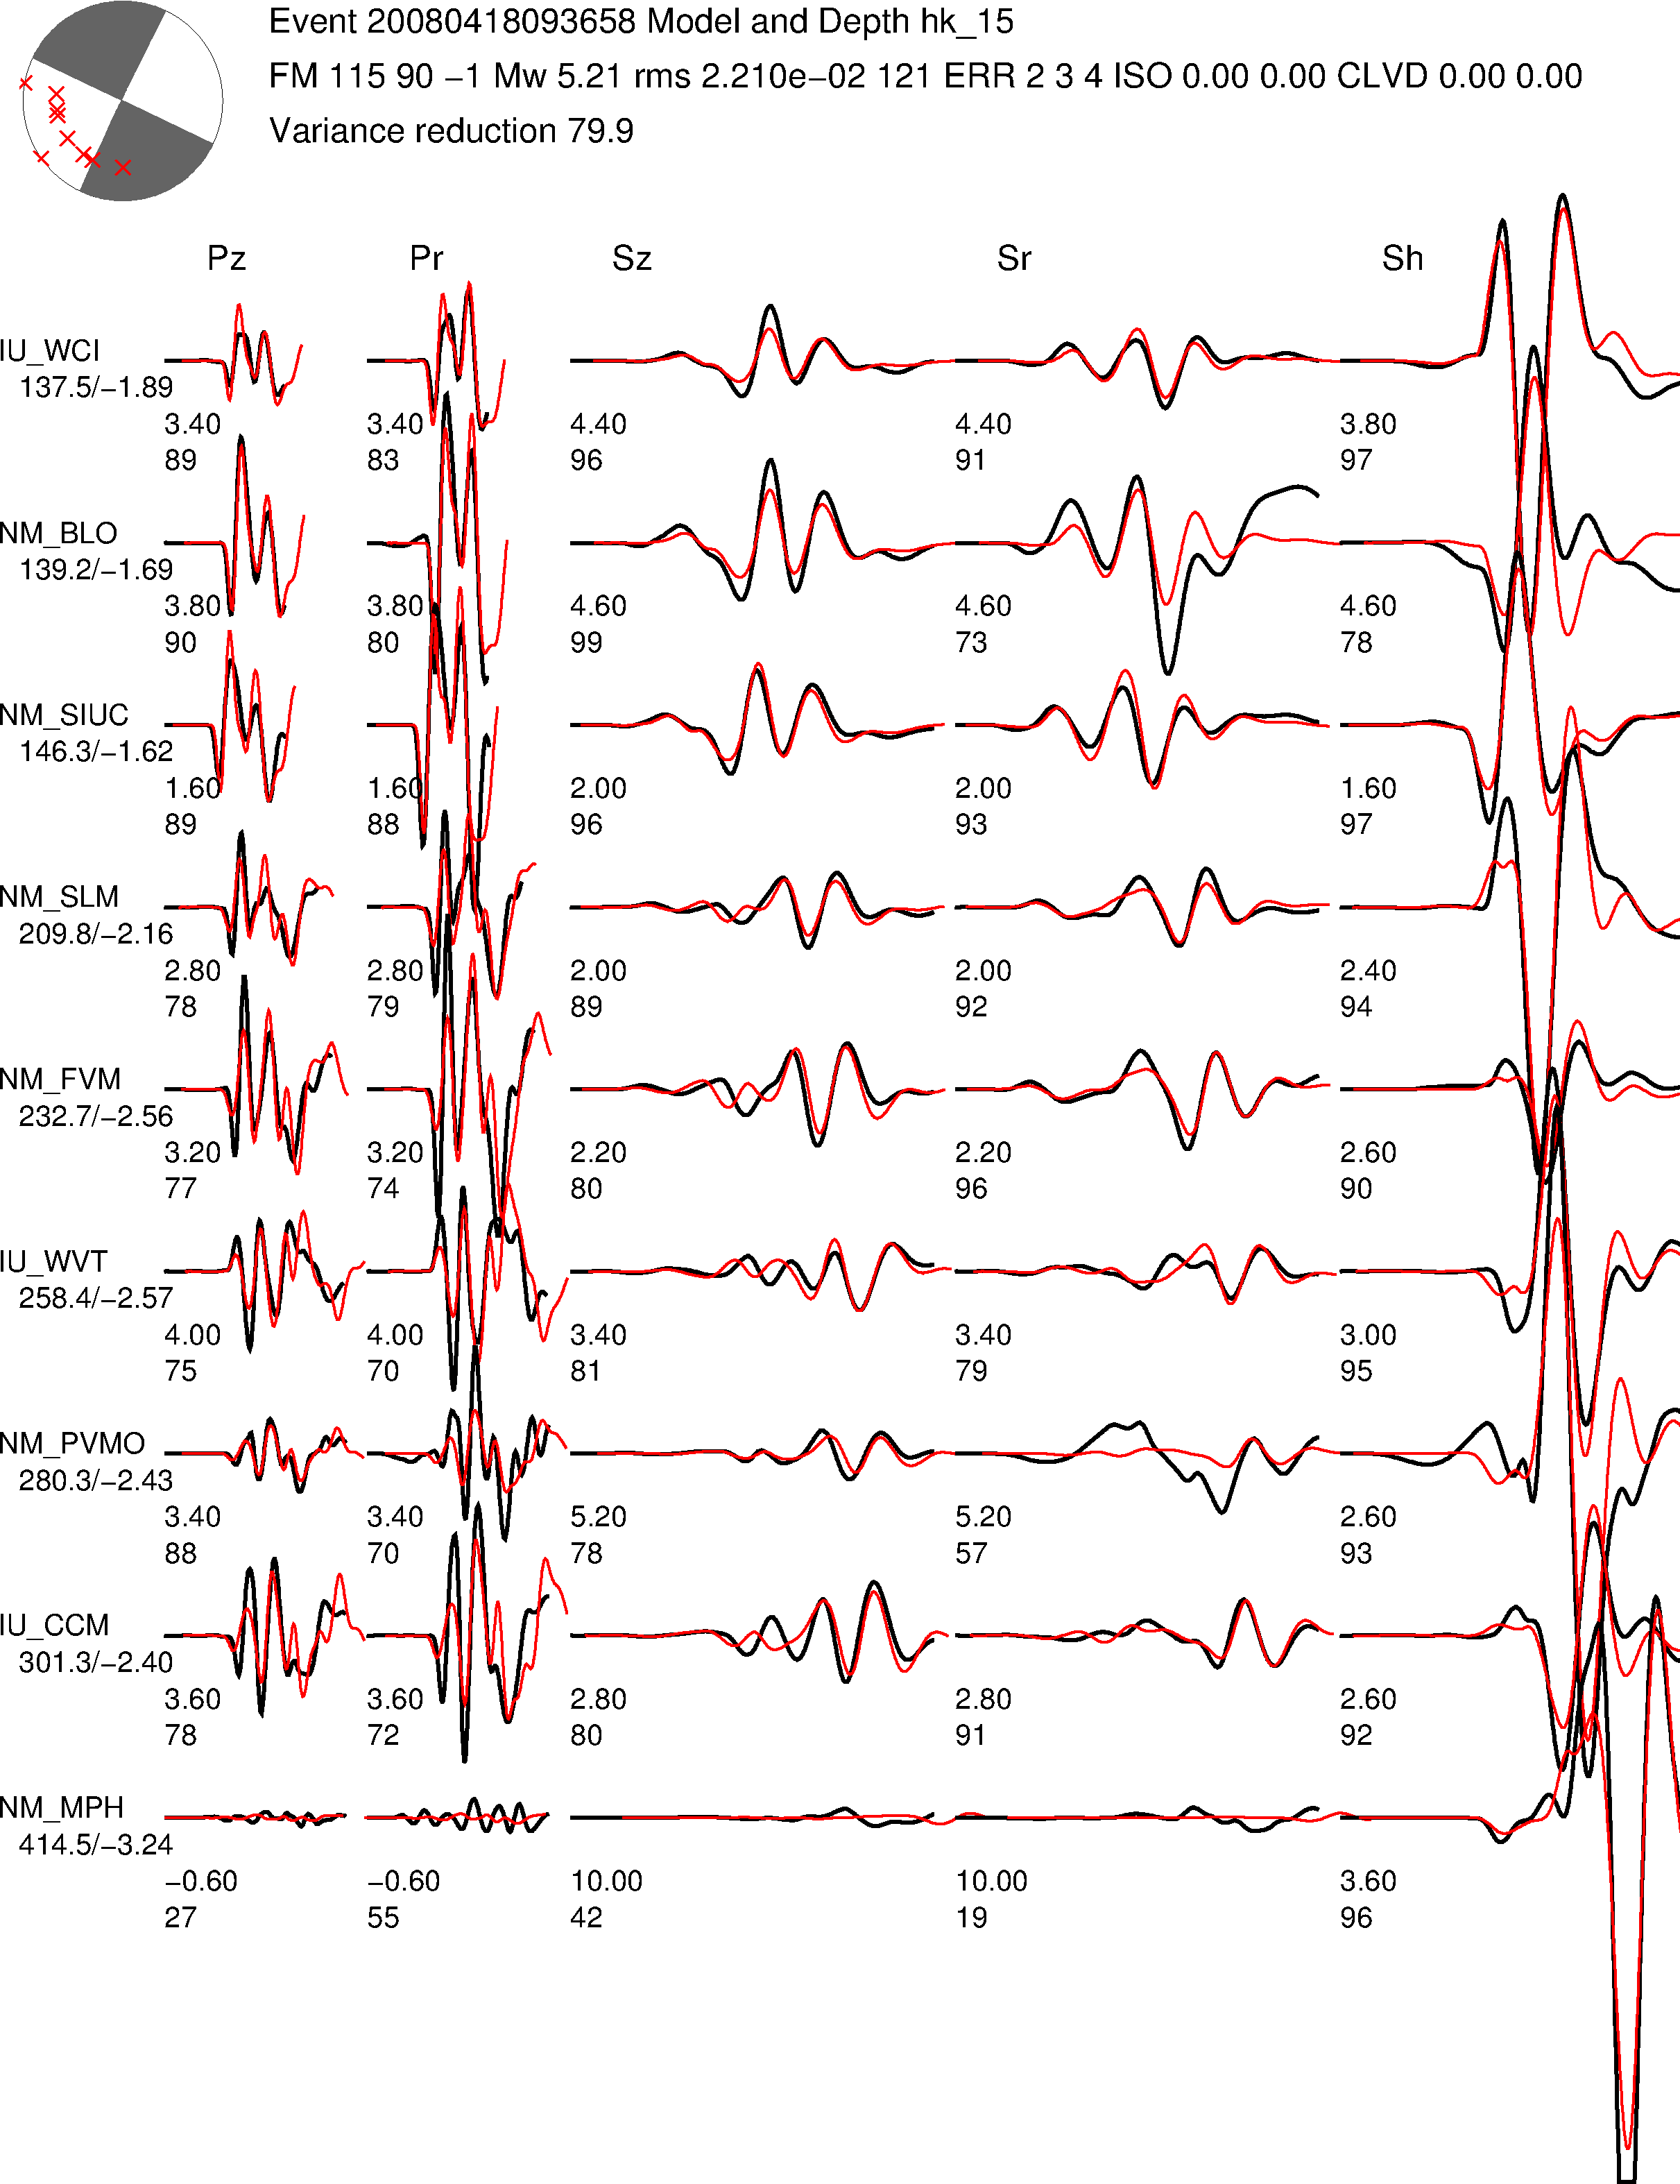 Event 20080418093658 Model and Depth hk_15
FM 115 90 −1 Mw 5.21 rms 2.210e−02 121 ERR 2 3 4 ISO 0.00 0.00 CLVD 0.00 0.00
Variance reduction 79.9
Pz Pr Sz Sr Sh
IU_WCI
137.5/−1.89
3.40 3.40 4.40 4.40 3.80
89 83 96 91 97
NM_BLO
139.2/−1.69
3.80 3.80 4.60 4.60 4.60
90 80 99 73 78
NM_SIUC
146.3/−1.62
1.60 1.60 2.00 2.00 1.60
89 88 96 93 97
NM_SLM
209.8/−2.16
2.80 2.80 2.00 2.00 2.40
78 79 89 92 94
NM_FVM
232.7/−2.56
3.20 3.20 2.20 2.20 2.60
77 74 80 96 90
IU_WVT
258.4/−2.57
4.00 4.00 3.40 3.40 3.00
75 70 81 79 95
NM_PVMO
280.3/−2.43
3.40 3.40 5.20 5.20 2.60
88 70 78 57 93
IU_CCM
301.3/−2.40
3.60 3.60 2.80 2.80 2.60
78 72 80 91 92
NM_MPH
414.5/−3.24
−0.60 −0.60 10.00 10.00 3.60
27 55 42 19 96